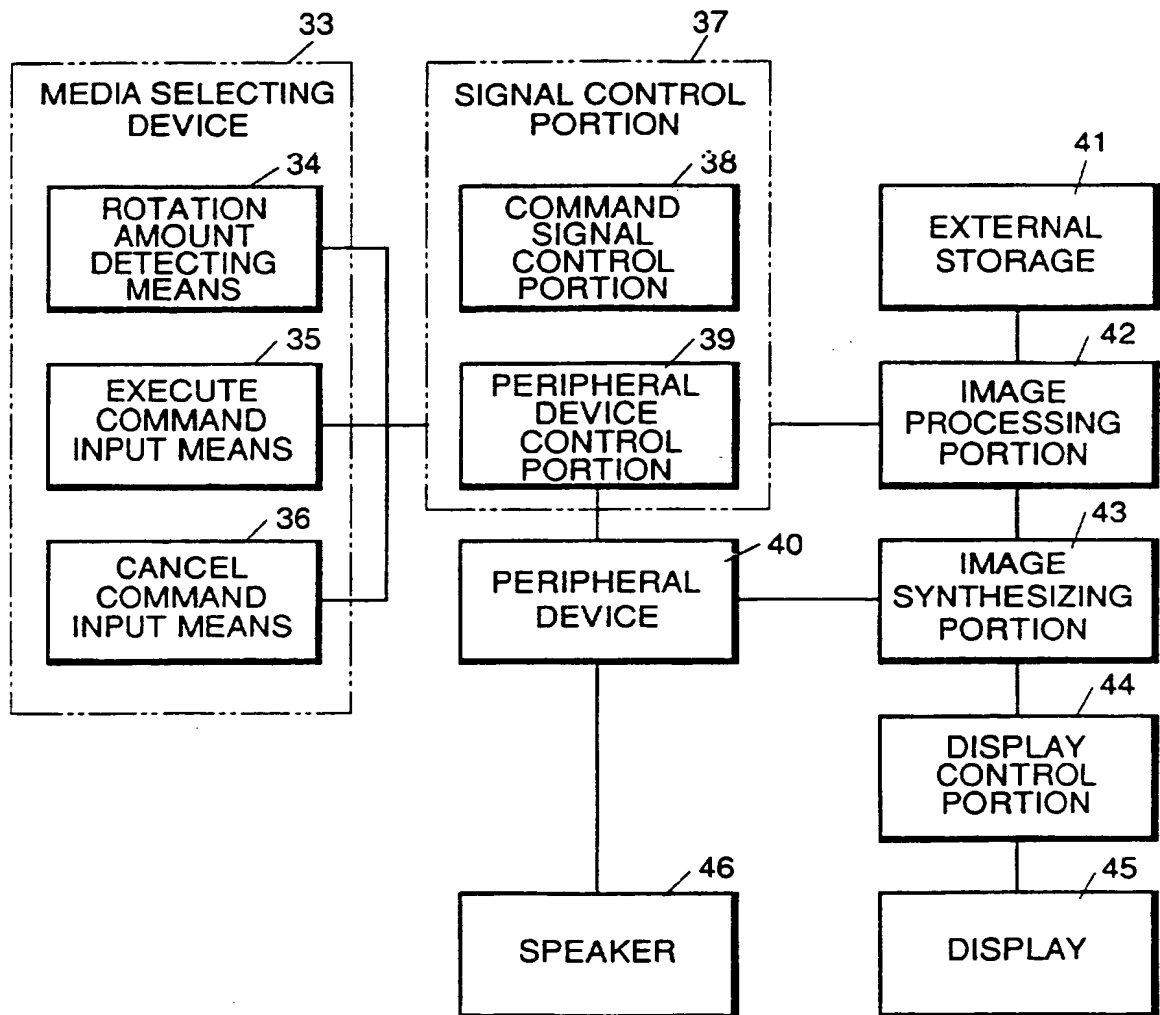 33
MEDIA SELECTING
DEVICE
34
ROTATION
AMOUNT
DETECTING
MEANS
35
EXECUTE
COMMAND
INPUT MEANS
36
CANCEL
COMMAND
INPUT MEANS
37
SIGNAL CONTROL
PORTION
38
COMMAND
SIGNAL
CONTROL
PORTION
39
PERIPHERAL
DEVICE
CONTROL
PORTION
40
PERIPHERAL
DEVICE
46
SPEAKER
41
EXTERNAL
STORAGE
42
IMAGE
PROCESSING
PORTION
43
IMAGE
SYNTHESIZING
PORTION
44
DISPLAY
CONTROL
PORTION
45
DISPLAY